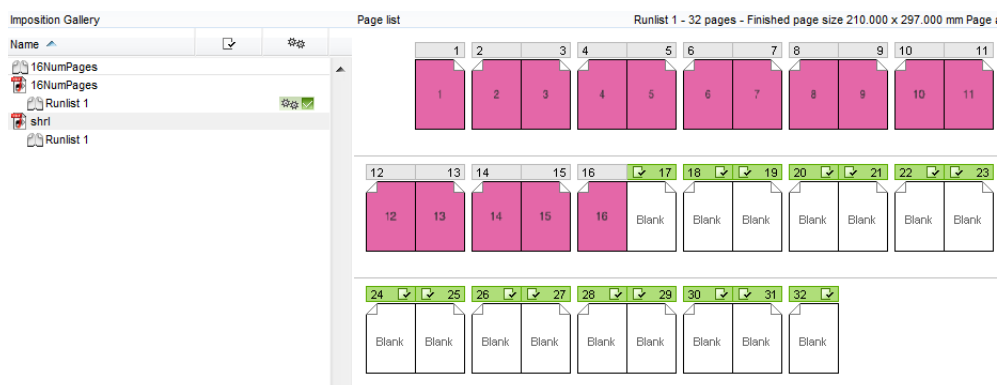 Imposition Gallery
Page list
Runlist 1 - 32 pages - Finished page size 210.000 x 297.000 mm Page
Name
16NumPages
16NumPages
Runlist 1
shrl
Runlist 1
1 2 3 4 5 6 7 8 9 10 11
1 2 3 4 5 6 7 8 9 10 11
12 13 14 15 16 17 18 19 20 21 22 23
12 13 14 15 16 Blank Blank Blank Blank Blank Blank Blank
24 25 26 27 28 29 30 31 32
Blank Blank Blank Blank Blank Blank Blank Blank Blank